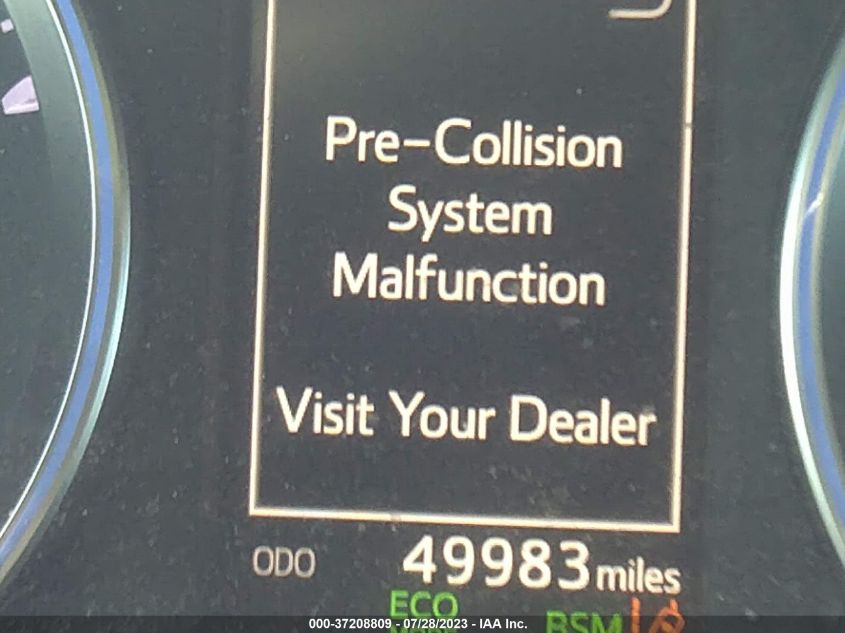 Pre-Collision
System
Malfunction
Visit Your Dealer
ODO 49983 miles
ECO
MODE BSM
000-37208809 - 07/28/2023 - IAA Inc.